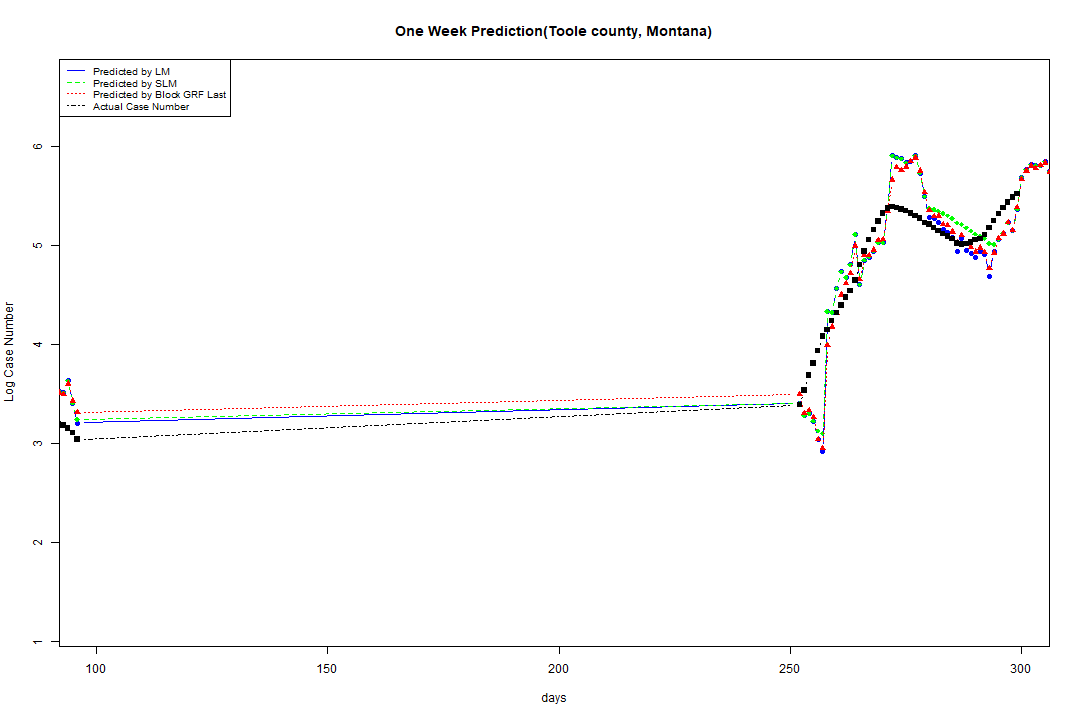 One Week Prediction(Toole county, Montana)
Predicted by LM
Predicted by SLM
Predicted by Block GRF Last
Actual Case Number
Log Case Number
6
5
4
3
2
1
100 150 200 250 300
days